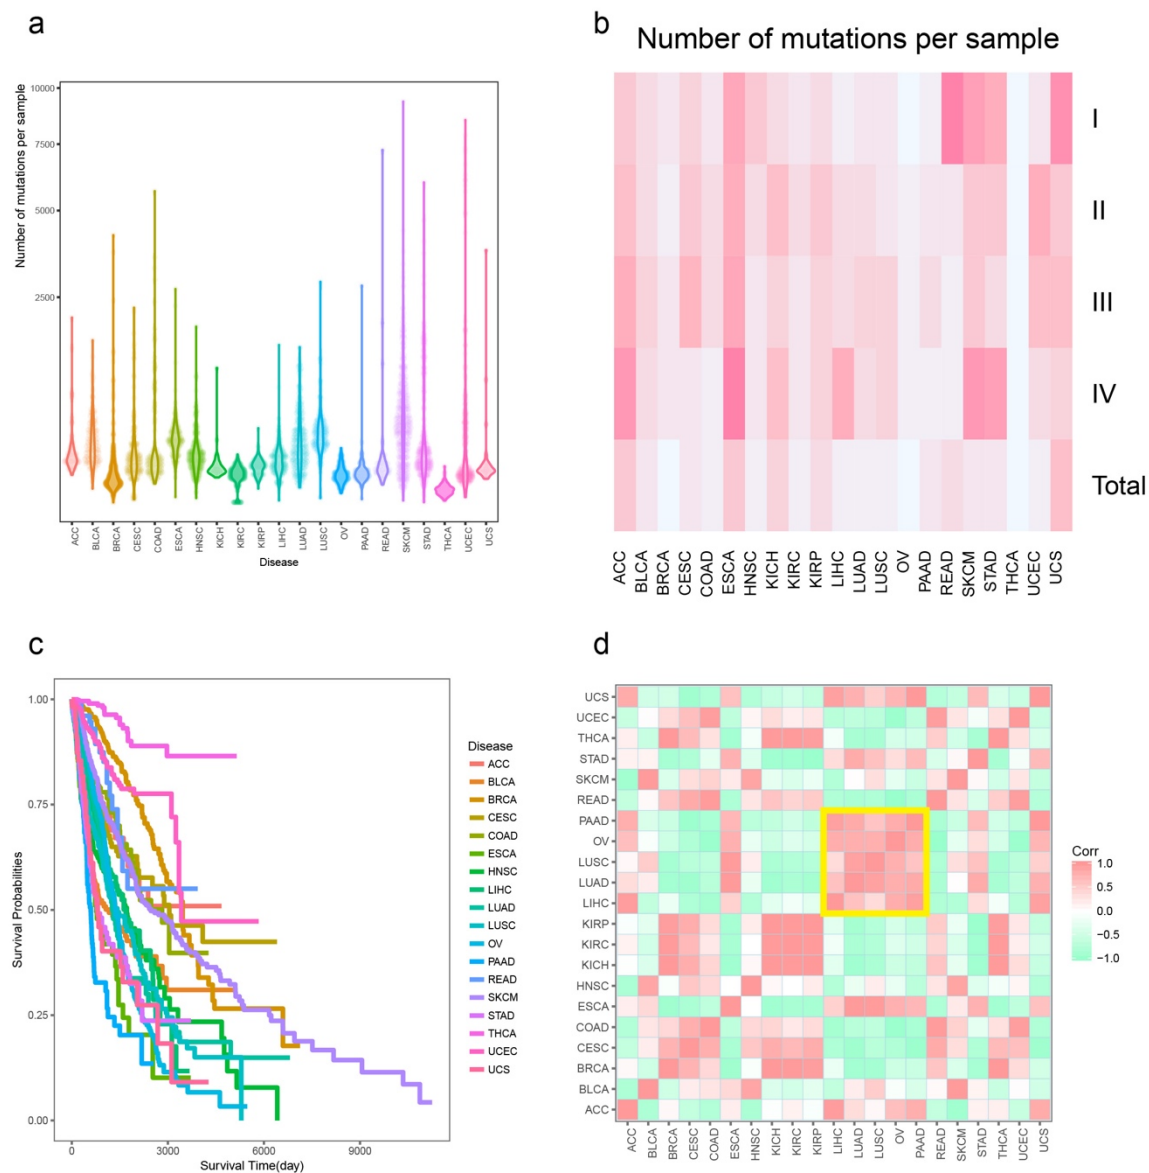 a
Number of mutations per sample
10000
7500
5000
2500
ACC BLCA BRCA CESC COAD ESCA HNSC KICH KIRC KIRP LIHC LUAD LUSC OV PAAD READ SKCM STAD THCA UCEC UCS
Disease
b
Number of mutations per sample
I
II
III
IV
Total
ACC BLCA BRCA CESC COAD ESCA HNSC KICH KIRC KIRP LIHC LUAD LUSC OV PAAD READ SKCM STAD THCA UCEC UCS
c
Survival Probabilities
1.00
0.75
0.50
0.25
0.00
0 3000 6000 9000
Survival Time(day)
Disease
ACC
BLCA
BRCA
CESC
COAD
ESCA
HNSC
LIHC
LUAD
LUSC
OV
PAAD
READ
SKCM
STAD
THCA
UCEC
UCS
d
UCS
UCEC
THCA
STAD
SKCM
READ
PAAD
OV
LUSC
LUAD
LIHC
KIRP
KIRC
KICH
HNSC
ESCA
COAD
CESC
BRCA
BLCA
ACC
ACC BLCA BRCA CESC COAD ESCA HNSC KICH KIRC KIRP LIHC LUAD LUSC OV PAAD READ SKCM STAD THCA UCEC UCS
Corr
1.0
0.5
0.0
−0.5
−1.0